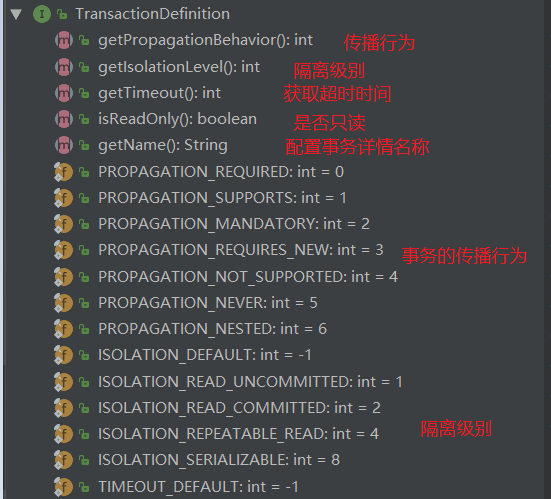 TransactionDefinition
getPropagationBehavior(): int 传播行为
getIsolationLevel(): int 隔离级别
getTimeout(): int 获取超时时间
isReadOnly(): boolean 是否只读
getName(): String 配置事务详情名称
PROPAGATION_REQUIRED: int = 0
PROPAGATION_SUPPORTS: int = 1
PROPAGATION_MANDATORY: int = 2
PROPAGATION_REQUIRES_NEW: int = 3 事务的传播行为
PROPAGATION_NOT_SUPPORTED: int = 4
PROPAGATION_NEVER: int = 5
PROPAGATION_NESTED: int = 6
ISOLATION_DEFAULT: int = -1
ISOLATION_READ_UNCOMMITTED: int = 1
ISOLATION_READ_COMMITTED: int = 2
ISOLATION_REPEATABLE_READ: int = 4 隔离级别
ISOLATION_SERIALIZABLE: int = 8
TIMEOUT_DEFAULT: int = -1